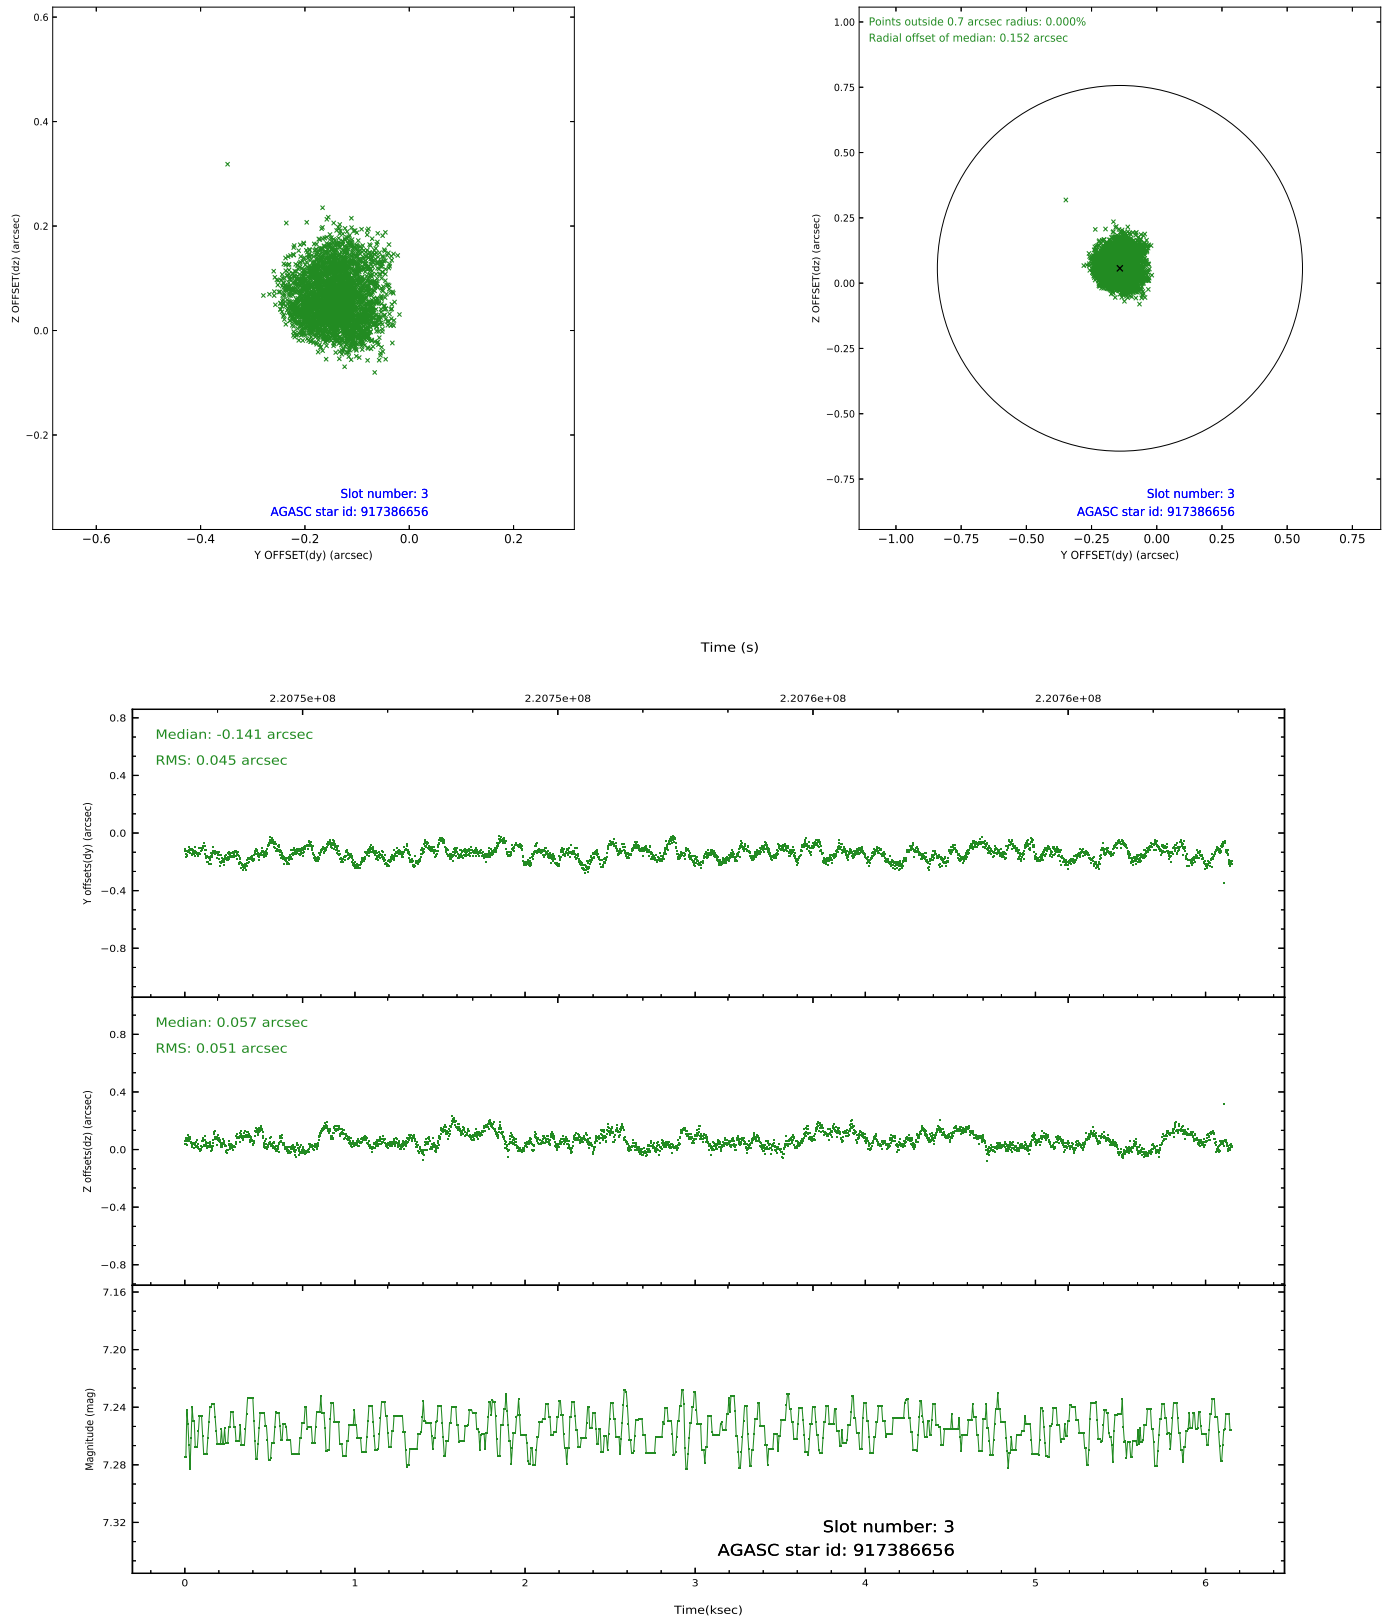 0.6
0.4
0.2
0.0
−0.2
Z OFFSET(dz) (arcsec)
Slot number: 3
AGASC star id: 917386656
−0.6 −0.4 −0.2 0.0 0.2
Y OFFSET(dy) (arcsec)
Points outside 0.7 arcsec radius: 0.000%
Radial offset of median: 0.152 arcsec
1.00
0.75
0.50
0.25
0.00
−0.25
−0.50
−0.75
Z OFFSET(dz) (arcsec)
Slot number: 3
AGASC star id: 917386656
−1.00 −0.75 −0.50 −0.25 0.00 0.25 0.50 0.75
Y OFFSET(dy) (arcsec)
Time (s)
2.2075e+08 2.2075e+08 2.2076e+08 2.2076e+08
Median: -0.141 arcsec
RMS: 0.045 arcsec
0.8
0.4
0.0
−0.4
−0.8
Y offsets(dy) (arcsec)
Median: 0.057 arcsec
RMS: 0.051 arcsec
0.8
0.4
0.0
−0.4
−0.8
Z offsets(dz) (arcsec)
7.16
7.20
7.24
7.28
7.32
Magnitude (mag)
Slot number: 3
AGASC star id: 917386656
0 1 2 3 4 5 6
Time(ksec)